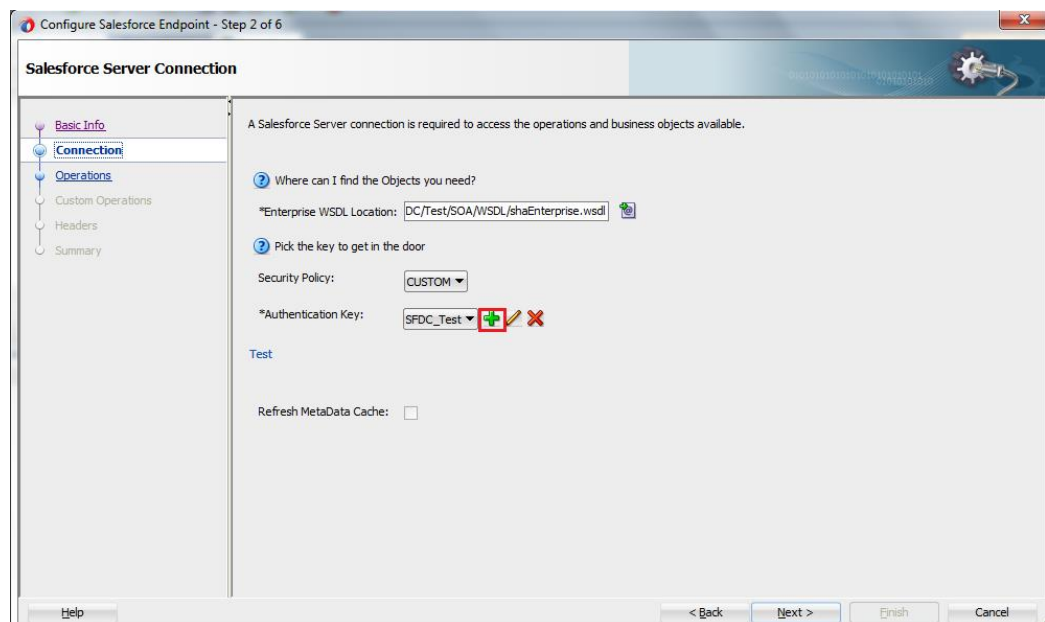 Configure Salesforce Endpoint - Step 2 of 6
Salesforce Server Connection
Basic Info
Connection
Operations
Custom Operations
Headers
Summary
A Salesforce Server connection is required to access the operations and business objects available.
Where can I find the Objects you need?
*Enterprise WSDL Location: DC/Test/SOA/WSDL/shaEnterprise.wsdl
Pick the key to get in the door
Security Policy: CUSTOM
*Authentication Key: SFDC_Test
Test
Refresh MetaData Cache:
Help
< Back Next > Finish Cancel